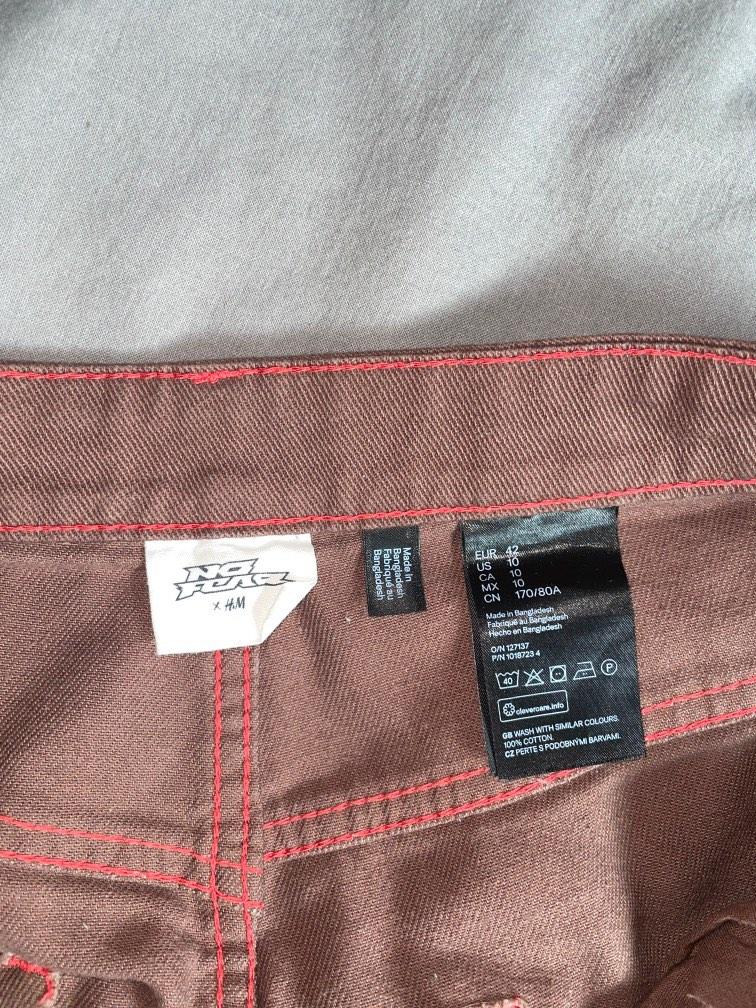 NO
FEAR
x H&M
Made in
Bangladesh
Fabriqué au
Bangladesh
EUR 42
US 10
CA 10
MX 10
CN 170/80A
Made in Bangladesh
Fabriqué au Bangladesh
Hecho en Bangladesh
O/N 127137
P/N 1018723 4
40
P
clevercare.info
GB WASH WITH SIMILAR COLOURS.
100% COTTON.
CZ PERTE S PODOBNÝMI BARVAMI.